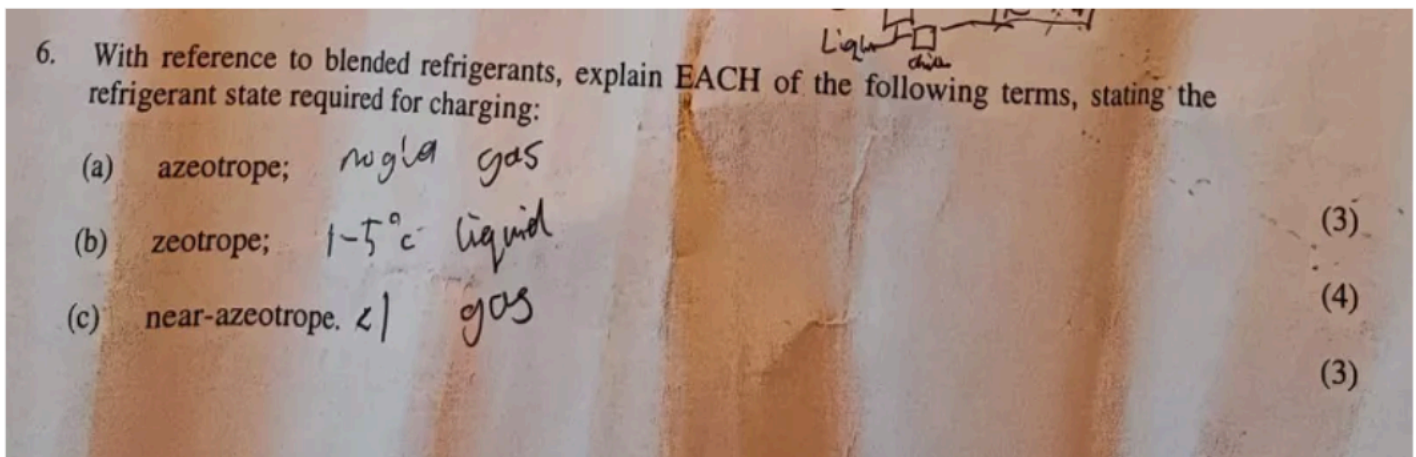 6. With reference to blended refrigerants, explain EACH of the following terms, stating the
refrigerant state required for charging:
(a) azeotrope; gas
(3)
(b) zeotrope; 1-5°c liquid
(4)
(c) near-azeotrope. <1 gas
(3)